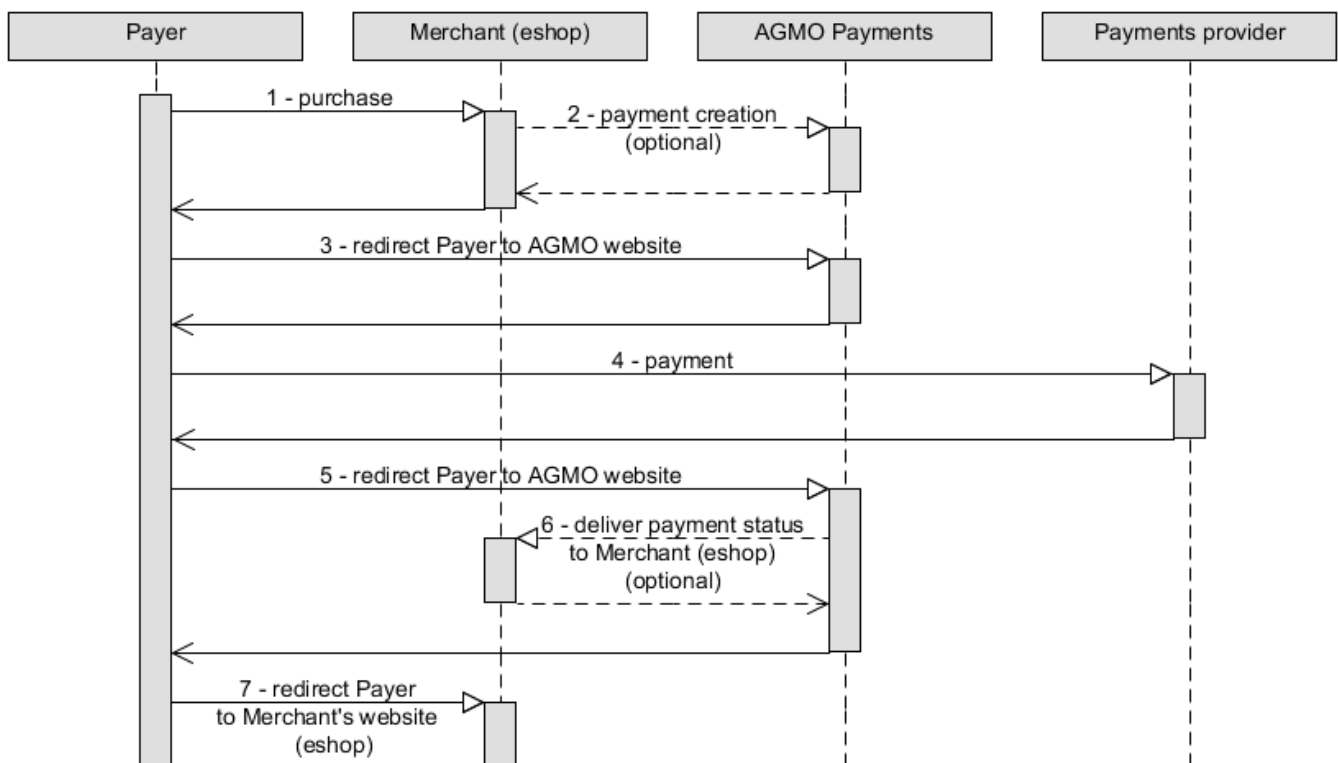 Payer
Merchant (eshop)
AGMO Payments
Payments provider
1 - purchase
2 - payment creation
(optional)
3 - redirect Payer to AGMO website
4 - payment
5 - redirect Payer to AGMO website
6 - deliver payment status
to Merchant (eshop)
(optional)
7 - redirect Payer
to Merchant's website
(eshop)